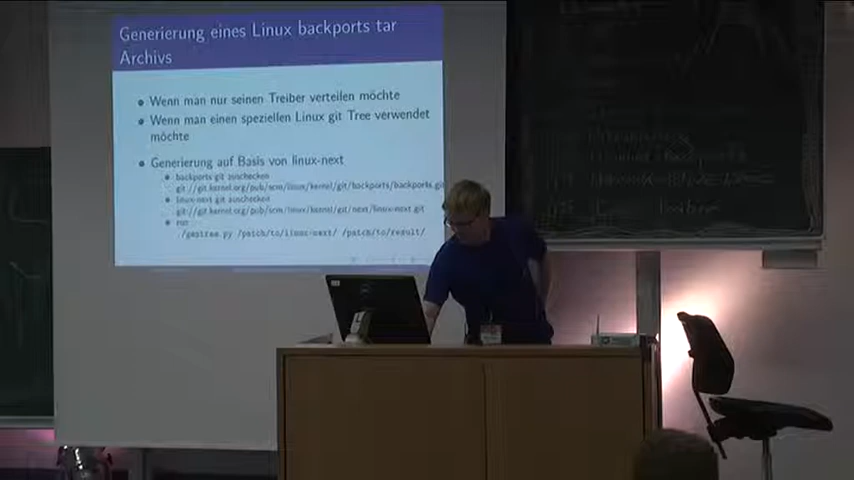 Generierung eines Linux backports tar
Archivs
Wenn man nur seinen Treiber verteilen möchte
Wenn man einen speziellen Linux git Tree verwendet
möchte
Generierung auf Basis von linux-next
backports git auschecken
git://git.kernel.org/pub/scm/linux/kernel/git/backports/backports.git
linux-next git auschecken
git://git.kernel.org/pub/scm/linux/kernel/git/next/linux-next.git
run
./gentree.py /patch/to/linux-next/ /patch/to/result/